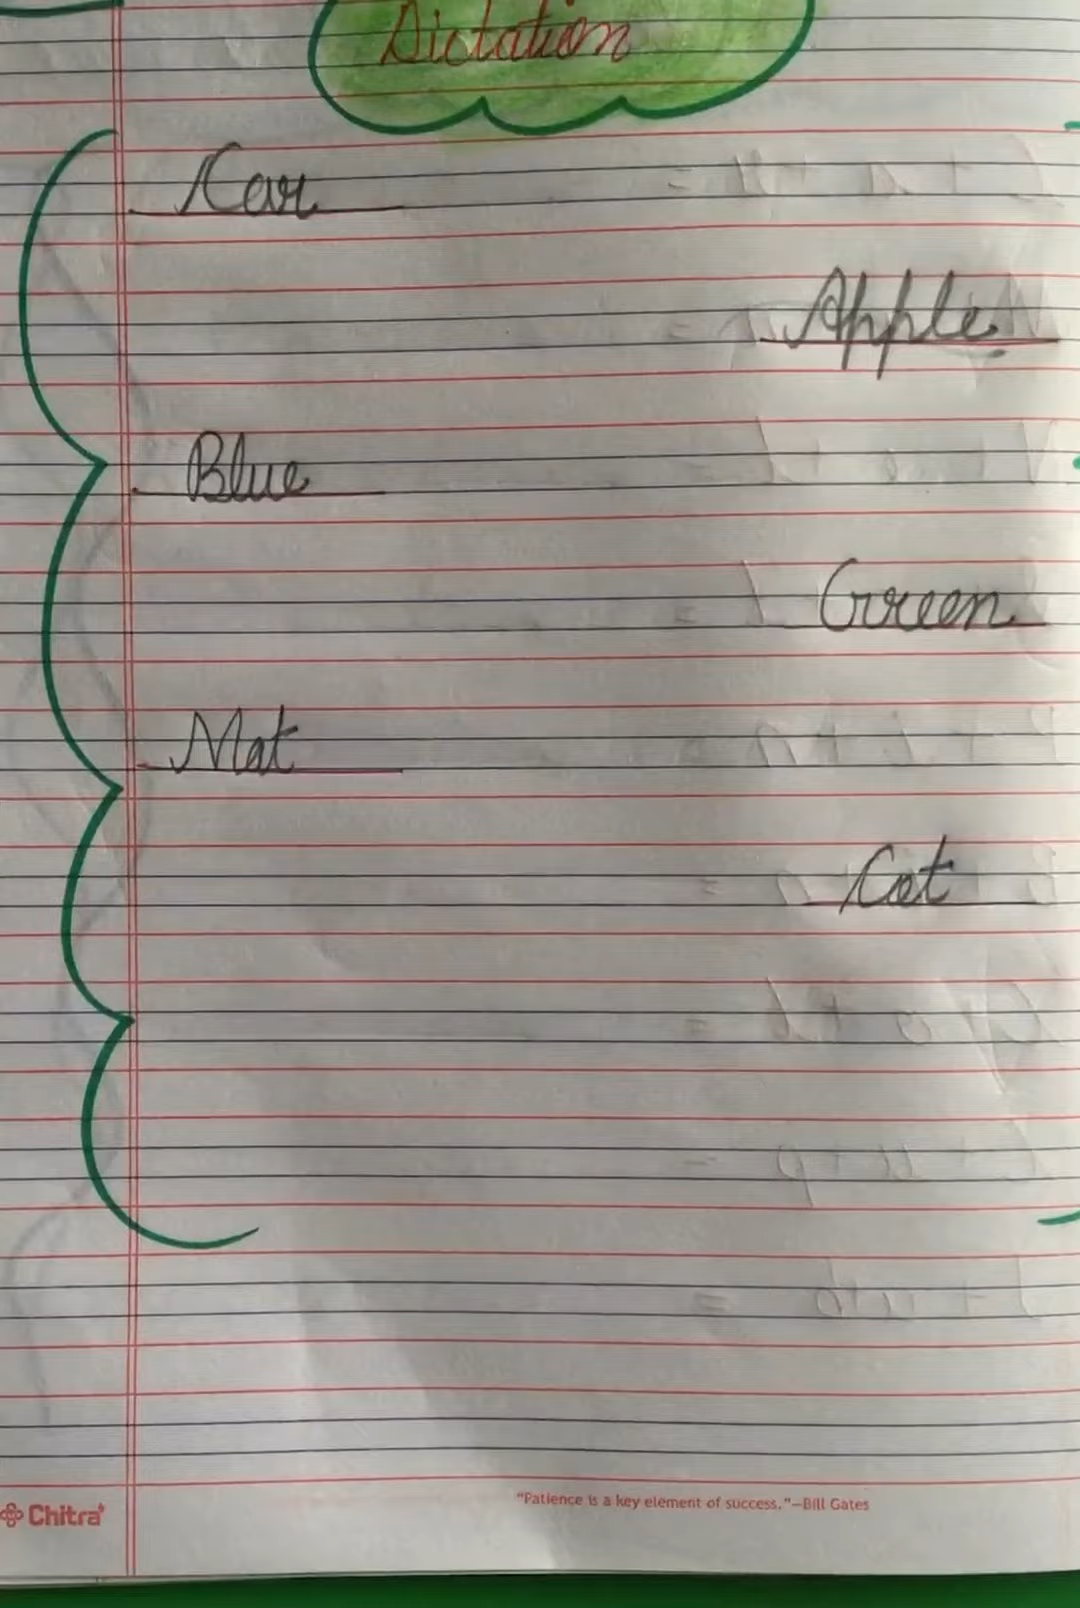 Dictation
Car
Apple
Blue
Green
Mat
Cat
"Patience is a key element of success."—Bill Gates
Chitra